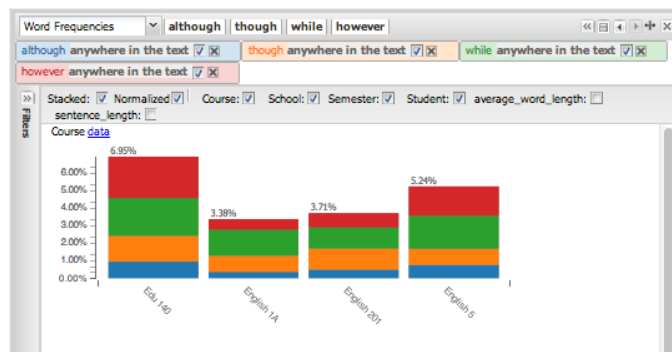 Word Frequencies although though while however
although anywhere in the text though anywhere in the text while anywhere in the text
however anywhere in the text
Filters
Stacked: Normalized Course: School: Semester: Student: average_word_length:
sentence_length:
Course data
6.95%
6.00%
5.00%
4.00%
3.00%
2.00%
1.00%
0.00%
3.38%
3.71%
5.24%
Edu 140
English 1A
English 201
English 5